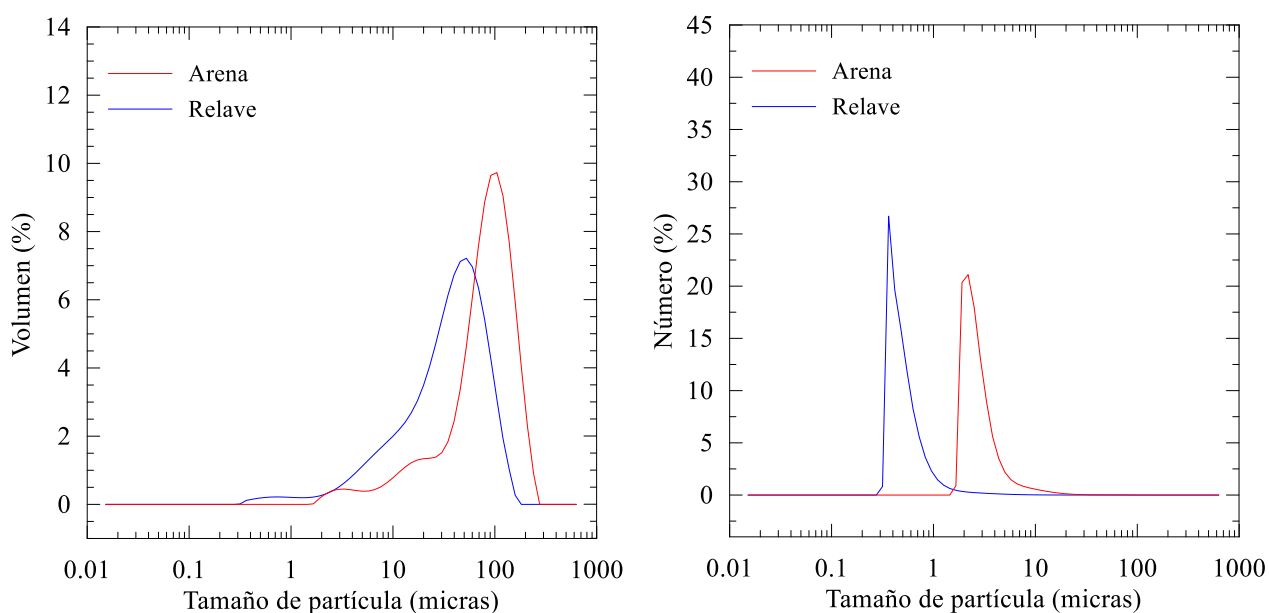 14
12
10
8
6
4
2
0
Volumen (%)
Arena
Relave
0.01 0.1 1 10 100 1000
Tamaño de partícula (micras)
45
40
35
30
25
20
15
10
5
0
Número (%)
Arena
Relave
0.01 0.1 1 10 100 1000
Tamaño de partícula (micras)